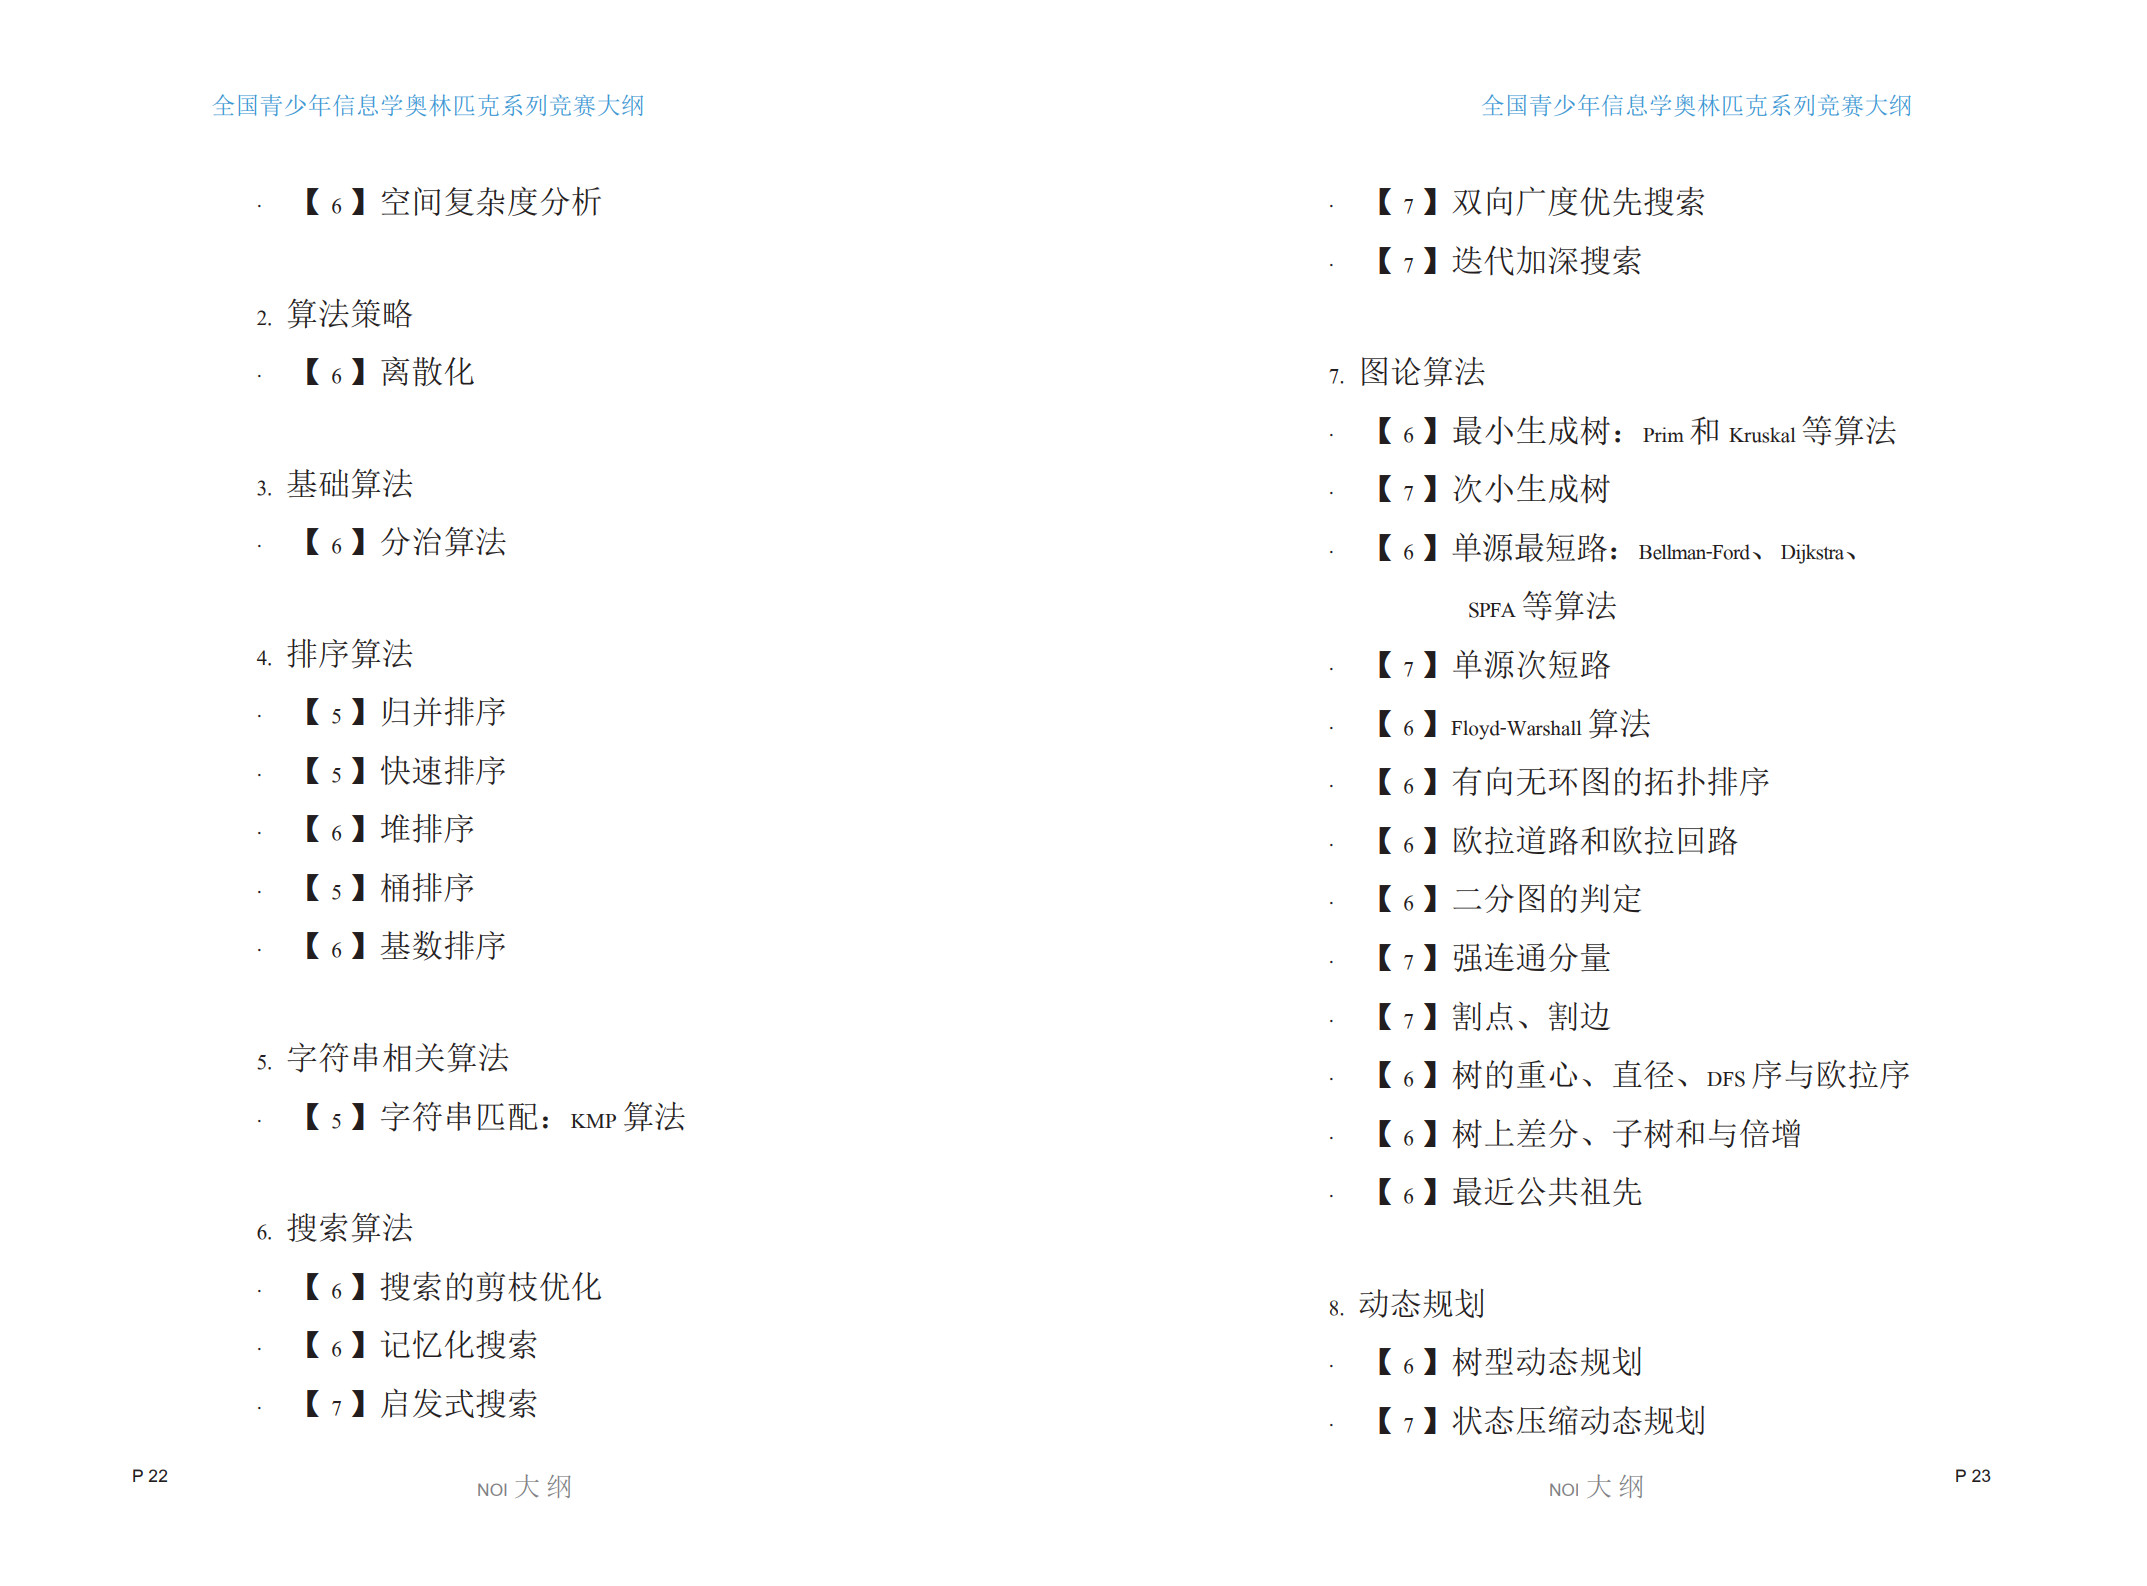 全国青少年信息学奥林匹克系列竞赛大纲
· 【 6 】空间复杂度分析
2. 算法策略
· 【 6 】离散化
3. 基础算法
· 【 6 】分治算法
4. 排序算法
· 【 5 】归并排序
· 【 5 】快速排序
· 【 6 】堆排序
· 【 5 】桶排序
· 【 6 】基数排序
5. 字符串相关算法
· 【 5 】字符串匹配：KMP 算法
6. 搜索算法
· 【 6 】搜索的剪枝优化
· 【 6 】记忆化搜索
· 【 7 】启发式搜索
P 22
NOI 大 纲
全国青少年信息学奥林匹克系列竞赛大纲
· 【 7 】双向广度优先搜索
· 【 7 】迭代加深搜索
7. 图论算法
· 【 6 】最小生成树：Prim 和 Kruskal 等算法
· 【 7 】次小生成树
· 【 6 】单源最短路：Bellman-Ford、Dijkstra、
SPFA 等算法
· 【 7 】单源次短路
· 【 6 】Floyd-Warshall 算法
· 【 6 】有向无环图的拓扑排序
· 【 6 】欧拉道路和欧拉回路
· 【 6 】二分图的判定
· 【 7 】强连通分量
· 【 7 】割点、割边
· 【 6 】树的重心、直径、DFS 序与欧拉序
· 【 6 】树上差分、子树和与倍增
· 【 6 】最近公共祖先
8. 动态规划
· 【 6 】树型动态规划
· 【 7 】状态压缩动态规划
NOI 大 纲
P 23